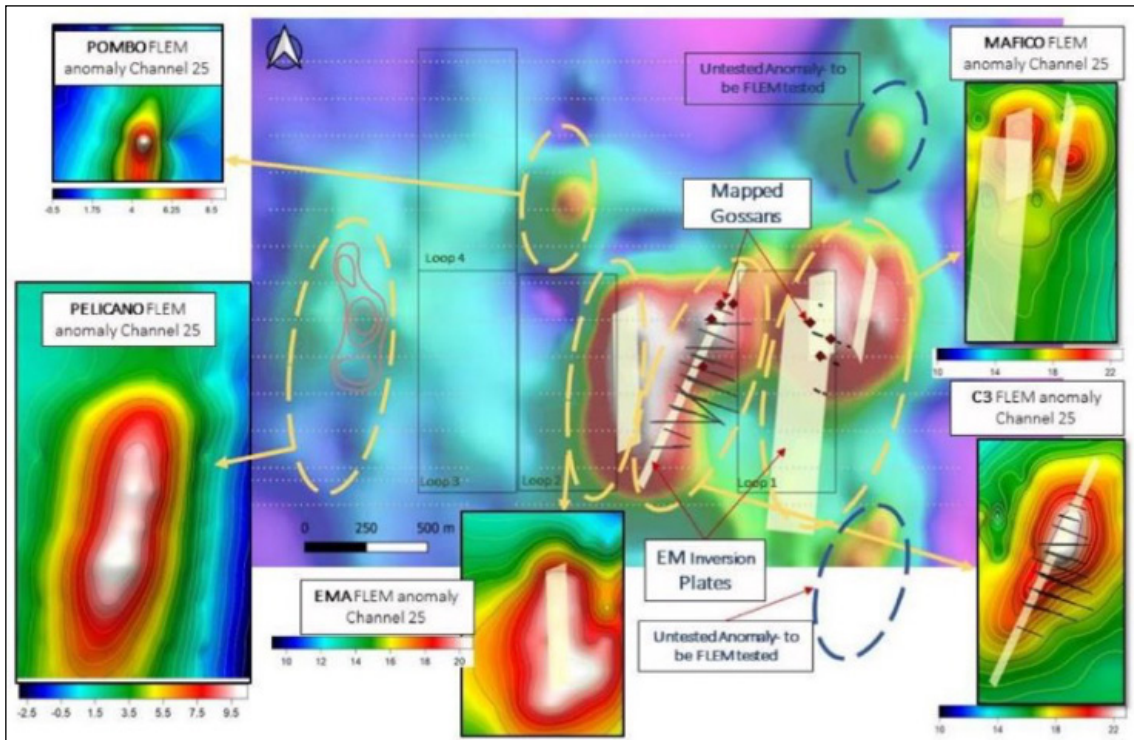 POMBO FLEM
anomaly Channel 25
-0.5 1.75 4 6.25 8.5
Untested Anomaly- to
be FLEM tested
MAFICO FLEM
anomaly Channel 25
10 13 16 19 22
Mapped
Gossans
Loop 4
PELICANO FLEM
anomaly Channel 25
-2.5 -0.5 1.5 3.5 5.5 7.5 9.5
Loop 3
Loop 2
Loop 1
0 250 500 m
EM Inversion
Plates
EMA FLEM anomaly
Channel 25
10 12 14 16 18 20
Untested Anomaly- to
be FLEM tested
C3 FLEM anomaly
Channel 25
10 14 16 18 22